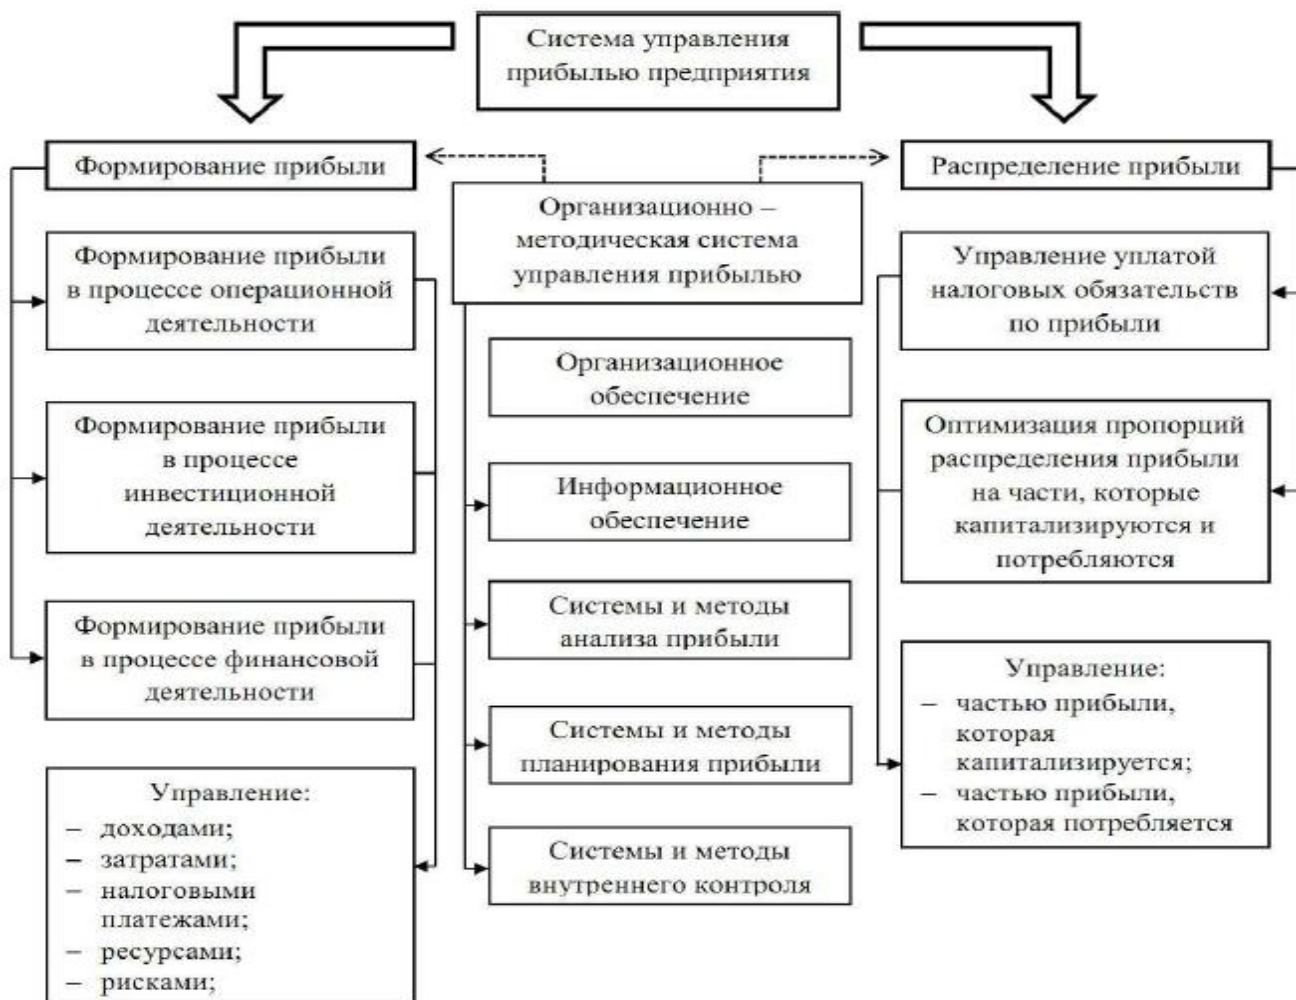 Система управления
прибылью предприятия
Формирование прибыли
Распределение прибыли
Организационно –
методическая система
управления прибылью
Формирование прибыли
в процессе операционной
деятельности
Формирование прибыли
в процессе
инвестиционной
деятельности
Формирование прибыли
в процессе финансовой
деятельности
Управление:
– доходами;
– затратами;
– налоговыми
платежами;
– ресурсами;
– рисками;
Организационное
обеспечение
Информационное
обеспечение
Системы и методы
анализа прибыли
Системы и методы
планирования прибыли
Системы и методы
внутреннего контроля
Управление уплатой
налоговых обязательств
по прибыли
Оптимизация пропорций
распределения прибыли
на части, которые
капитализируются и
потребляются
Управление:
– частью прибыли,
которая
капитализируется;
– частью прибыли,
которая потребляется